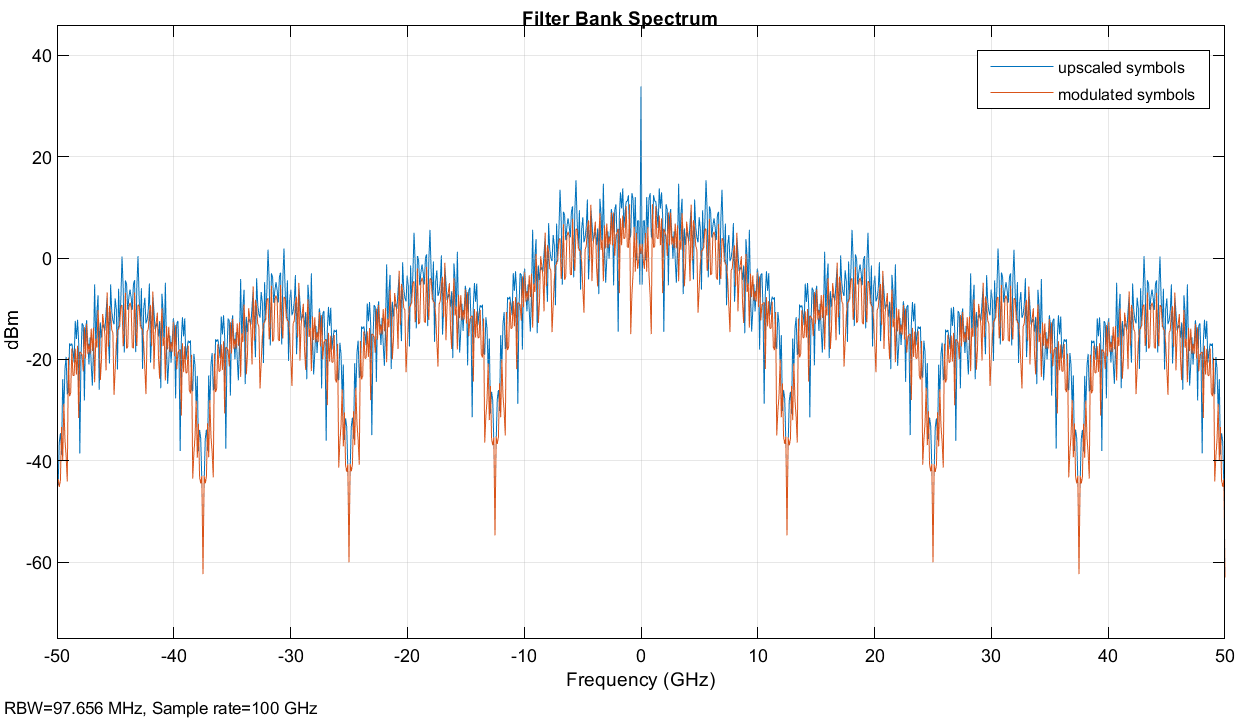 Filter Bank Spectrum
upscaled symbols
modulated symbols
40
20
0
-20
-40
-60
dBm
-50 -40 -30 -20 -10 0 10 20 30 40 50
Frequency (GHz)
RBW=97.656 MHz, Sample rate=100 GHz